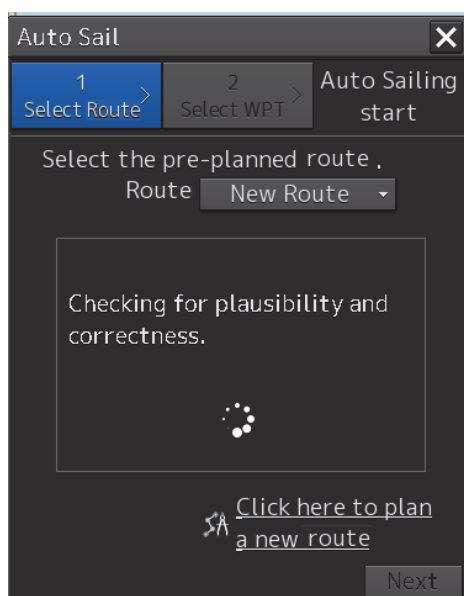 Auto Sail
1
Select Route
2
Select WPT
Auto Sailing
start
Select the pre-planned route .
Route New Route
Checking for plausibility and
correctness.
Click here to plan
a new route
Next